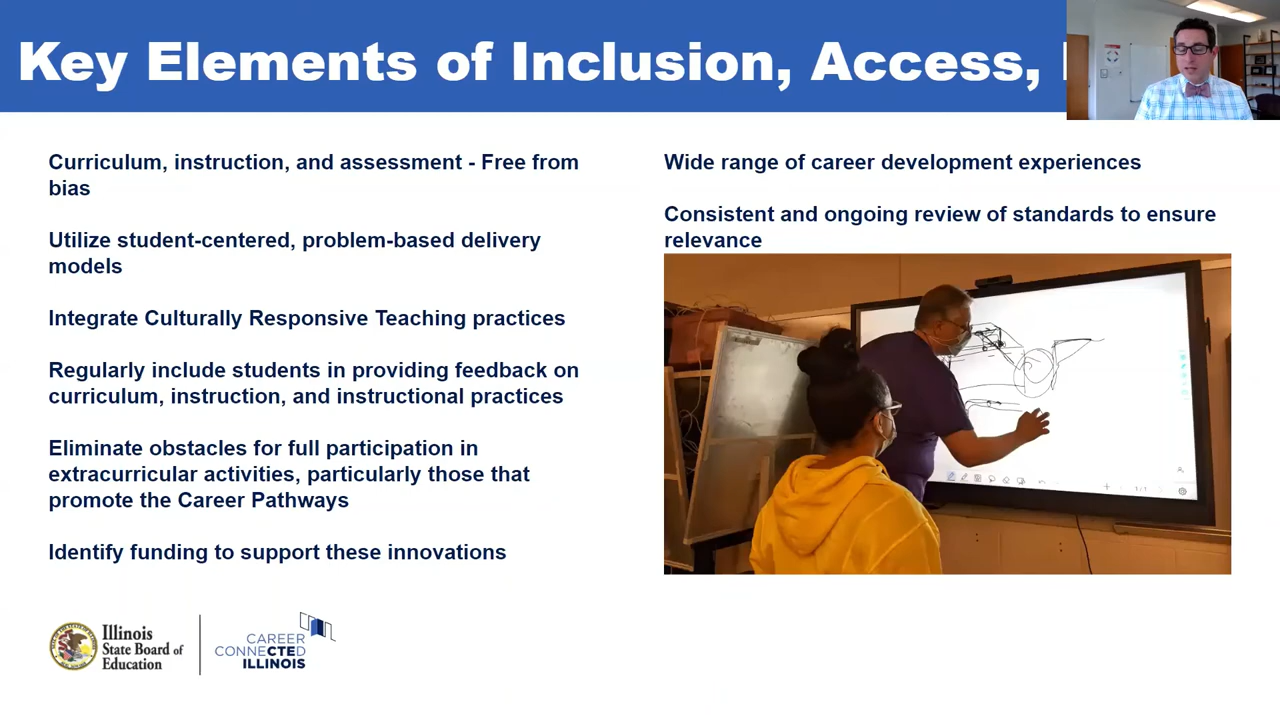 Key Elements of Inclusion, Access,
Curriculum, instruction, and assessment - Free from
bias
Utilize student-centered, problem-based delivery
models
Integrate Culturally Responsive Teaching practices
Regularly include students in providing feedback on
curriculum, instruction, and instructional practices
Eliminate obstacles for full participation in
extracurricular activities, particularly those that
promote the Career Pathways
Identify funding to support these innovations
Wide range of career development experiences
Consistent and ongoing review of standards to ensure
relevance
Illinois
State Board of
Education
CAREER
CONNECTED
ILLINOIS